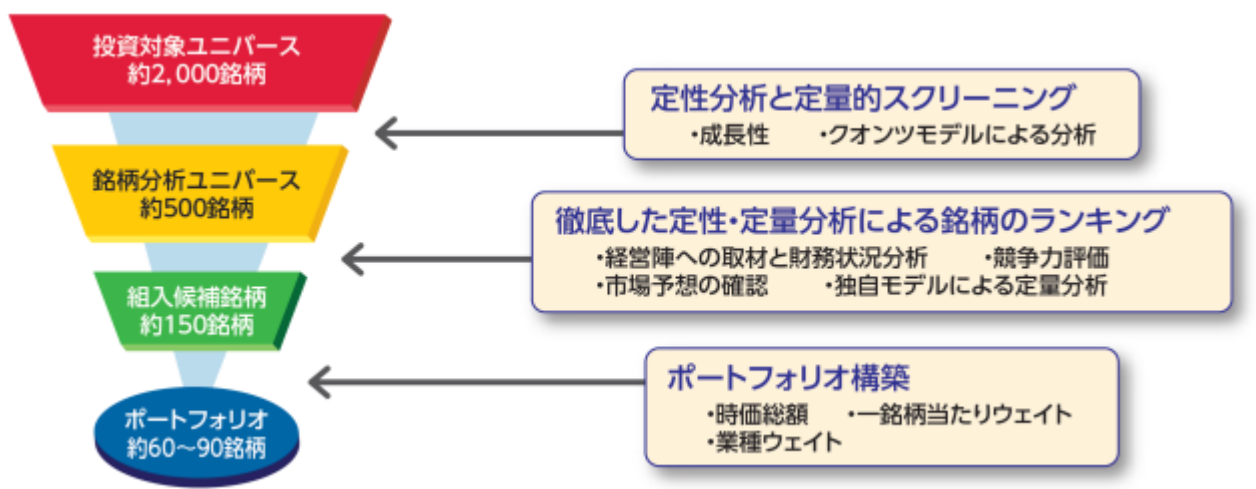 投資対象ユニバース
約2,000銘柄
定性分析と定量的スクリーニング
・成長性 ・クオンツモデルによる分析
銘柄分析ユニバース
約500銘柄
徹底した定性・定量分析による銘柄のランキング
・経営陣への取材と財務状況分析 ・競争力評価
・市場予想の確認 ・独自モデルによる定量分析
組入候補銘柄
約150銘柄
ポートフォリオ構築
・時価総額 ・一銘柄当たりウェイト
・業種ウェイト
ポートフォリオ
約60～90銘柄